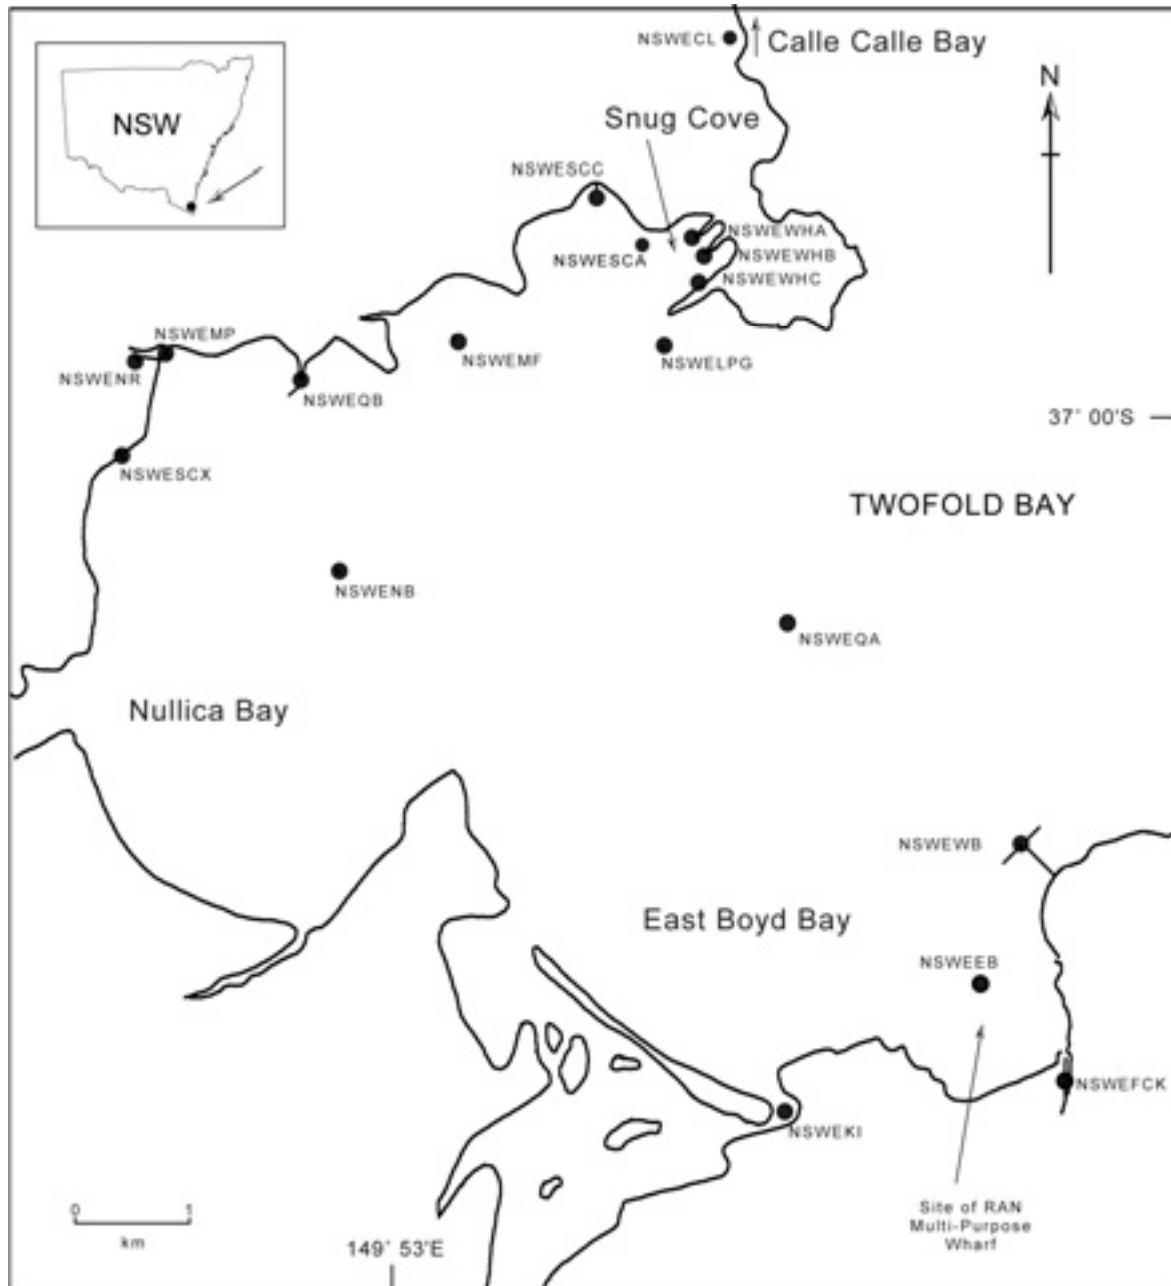 NSWECL
Calle Calle Bay
N
NSW
Snug Cove
NSWESCC
NSWEWHA
NSWEWHB
NSWESCA
NSWEWHC
NSWEMP
NSWENR
NSWEMF
NSWELPG
NSWEQB
37° 00'S
NSWESCX
TWOFOLD BAY
NSWENB
NSWEQA
Nullica Bay
NSWEWB
East Boyd Bay
NSWEEB
NSWEFCK
NSWEKI
0 1
km
149° 53'E
Site of RAN
Multi-Purpose
Wharf